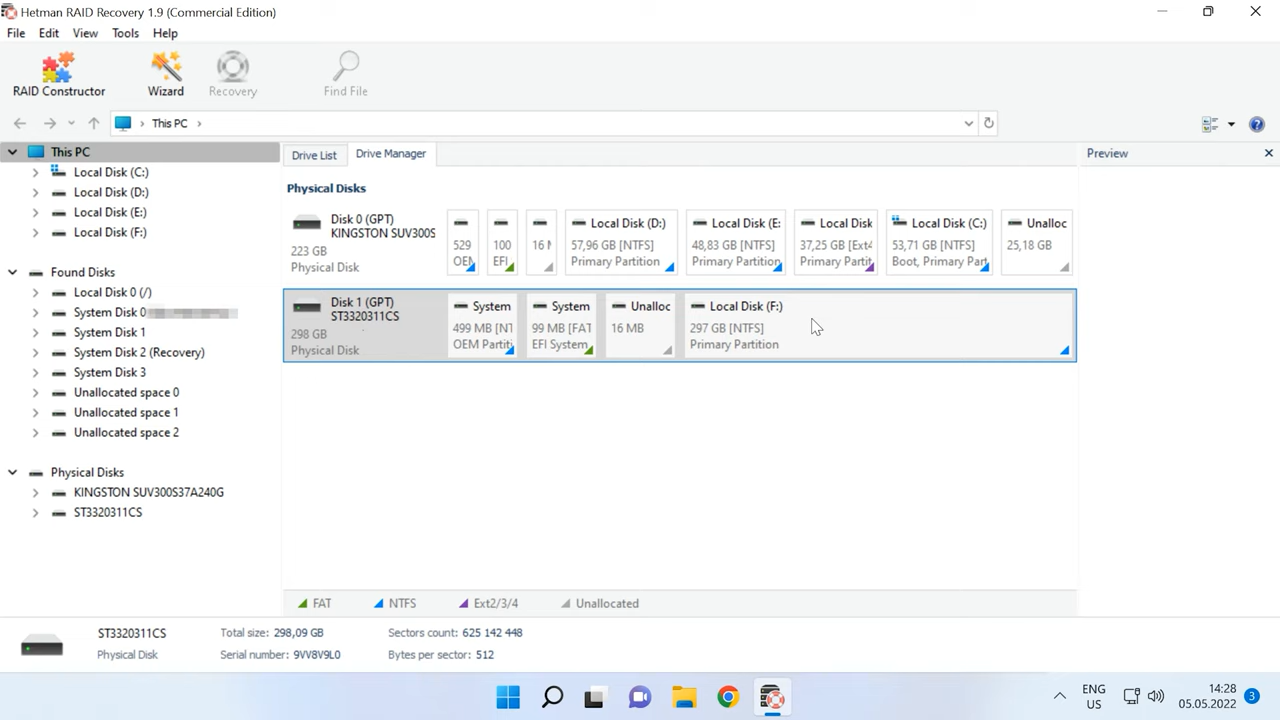 Hetman RAID Recovery 1.9 (Commercial Edition)
File Edit View Tools Help
RAID Constructor Wizard Recovery Find File
This PC
Drive List Drive Manager
Preview
This PC
Local Disk (C:)
Local Disk (D:)
Local Disk (E:)
Local Disk (F:)
Found Disks
Local Disk 0 (/)
System Disk 0
System Disk 1
System Disk 2 (Recovery)
System Disk 3
Unallocated space 0
Unallocated space 1
Unallocated space 2
Physical Disks
KINGSTON SUV300S37A240G
ST3320311CS
Physical Disks
Disk 0 (GPT)
KINGSTON SUV300S
223 GB
Physical Disk
529
OEM
100
EFI
16 M
Local Disk (D:)
57,96 GB [NTFS]
Primary Partition
Local Disk (E:
48,83 GB [NTFS]
Primary Partition
Local Disk
37,25 GB [Ext4
Primary Partit
Local Disk (C:)
53,71 GB [NTFS]
Boot, Primary Part
Unalloc
25,18 GB
Disk 1 (GPT)
ST3320311CS
298 GB
Physical Disk
System
499 MB [NT
OEM Partiti
System
99 MB [FAT
EFI System
Unalloc
16 MB
Local Disk (F:)
297 GB [NTFS]
Primary Partition
FAT NTFS Ext2/3/4 Unallocated
ST3320311CS
Physical Disk
Total size: 298,09 GB
Serial number: 9VV8V9L0
Sectors count: 625 142 448
Bytes per sector: 512
ENG
US
14:28
05.05.2022
3